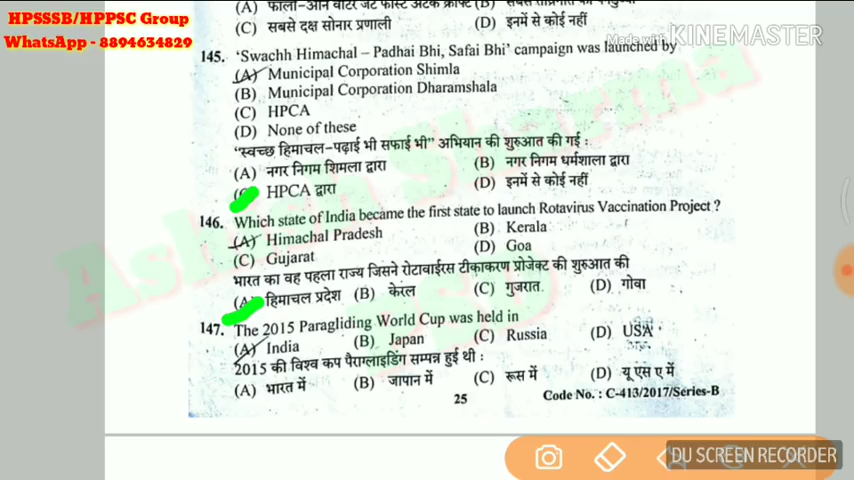 HPSSSB/HPPSC Group
WhatsApp - 8894634829
Made with KINEMASTER
(C) सबसे दक्ष सोनार प्रणाली (D) इनमें से कोई नहीं
145. 'Swachh Himachal – Padhai Bhi, Safai Bhi' campaign was launched by
(A) Municipal Corporation Shimla
(B) Municipal Corporation Dharamshala
(C) HPCA
(D) None of these
"स्वच्छ हिमाचल-पढ़ाई भी सफाई भी" अभियान की शुरुआत की गई :
(A) नगर निगम शिमला द्वारा (B) नगर निगम धर्मशाला द्वारा
HPCA द्वारा (D) इनमें से कोई नहीं
146. Which state of India became the first state to launch Rotavirus Vaccination Project ?
(A) Himachal Pradesh (B) Kerala
(C) Gujarat (D) Goa
भारत का वह पहला राज्य जिसने रोटावाईरस टीकाकरण प्रोजेक्ट की शुरुआत की
(A) हिमाचल प्रदेश (B) केरल (C) गुजरात (D) गोवा
147. The 2015 Paragliding World Cup was held in
(A) India (B) Japan (C) Russia (D) USA
2015 की विश्व कप पैराग्लाइडिंग सम्पन्न हुई थी :
(A) भारत में (B) जापान में (C) रूस में (D) यू एस ए में
25 Code No. : C-413/2017/Series-B
DU SCREEN RECORDER